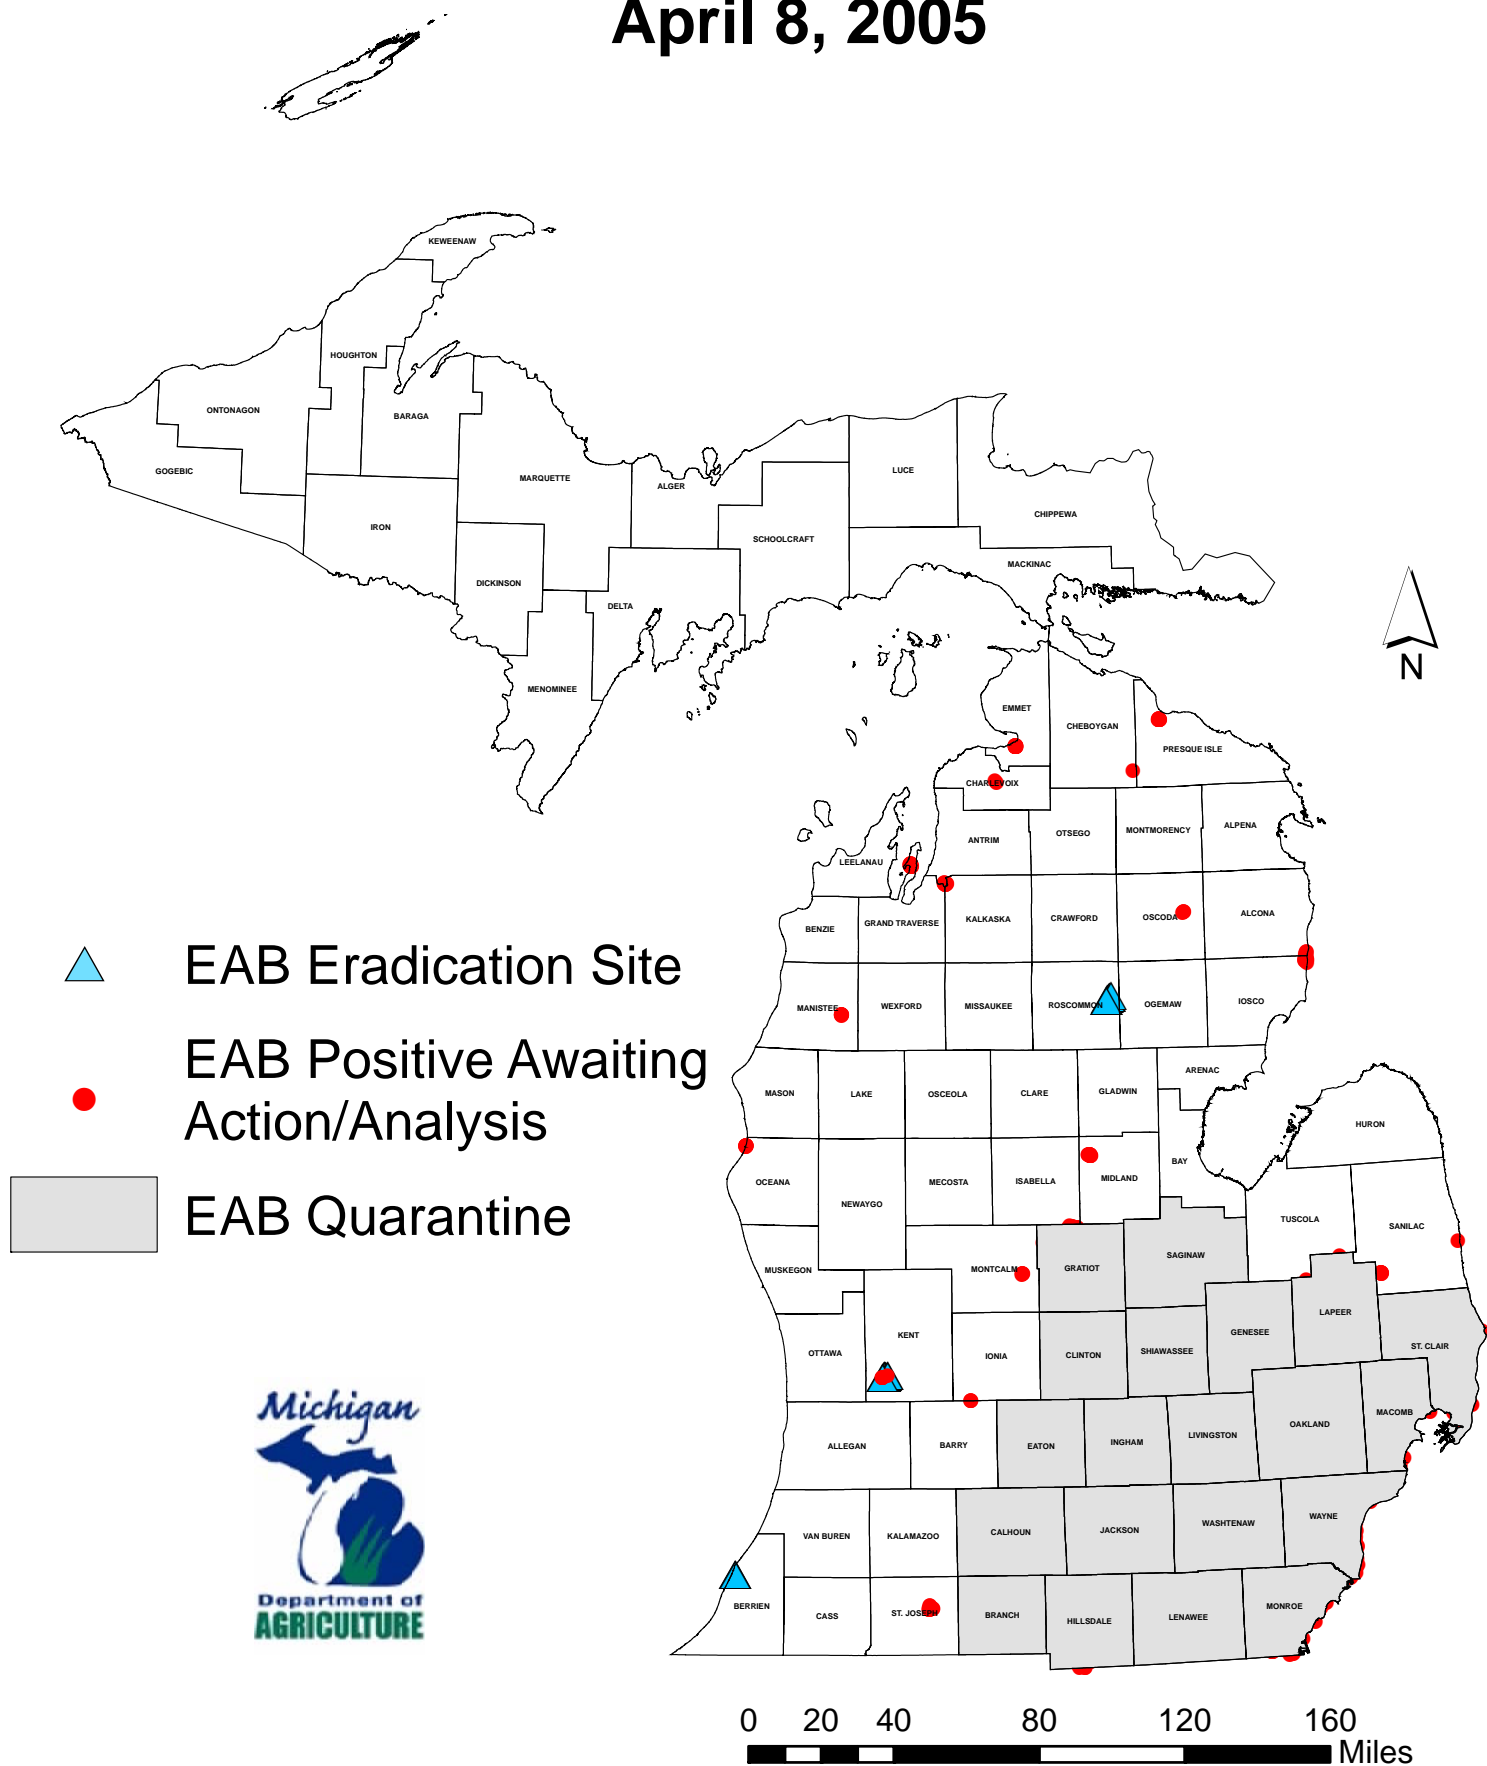 April 8, 2005
KEWEENAW
HOUGHTON
ONTONAGON
BARAGA
GOGEBIC
MARQUETTE
LUCE
ALGER
CHIPPEWA
IRON
SCHOOLCRAFT
MACKINAC
DICKINSON
DELTA
N
MENOMINEE
EMMET
CHEBOYGAN
PRESQUE ISLE
CHARLEVOIX
ANTRIM
OTSEGO
MONTMORENCY
ALPENA
LEELANAU
BENZIE
GRAND TRAVERSE
KALKASKA
CRAWFORD
OSCODA
ALCONA
EAB Eradication Site
MANISTEE
WEXFORD
MISSAUKEE
ROSCOMMON
OGEMAW
IOSCO
EAB Positive Awaiting
Action/Analysis
ARENAC
MASON
LAKE
OSCEOLA
CLARE
GLADWIN
HURON
BAY
OCEANA
MECOSTA
ISABELLA
MIDLAND
EAB Quarantine
NEWAYGO
TUSCOLA
SANILAC
MUSKEGON
MONTCALM
GRATIOT
SAGINAW
LAPEER
KENT
GENESEE
ST. CLAIR
OTTAWA
IONIA
CLINTON
SHIAWASSEE
Michigan
MACOMB
OAKLAND
ALLEGAN
BARRY
EATON
INGHAM
LIVINGSTON
VAN BUREN
KALAMAZOO
CALHOUN
JACKSON
WASHTENAW
WAYNE
Department of
AGRICULTURE
BERRIEN
CASS
ST. JOSEPH
BRANCH
HILLSDALE
LENAWEE
MONROE
0 20 40 80 120 160
Miles